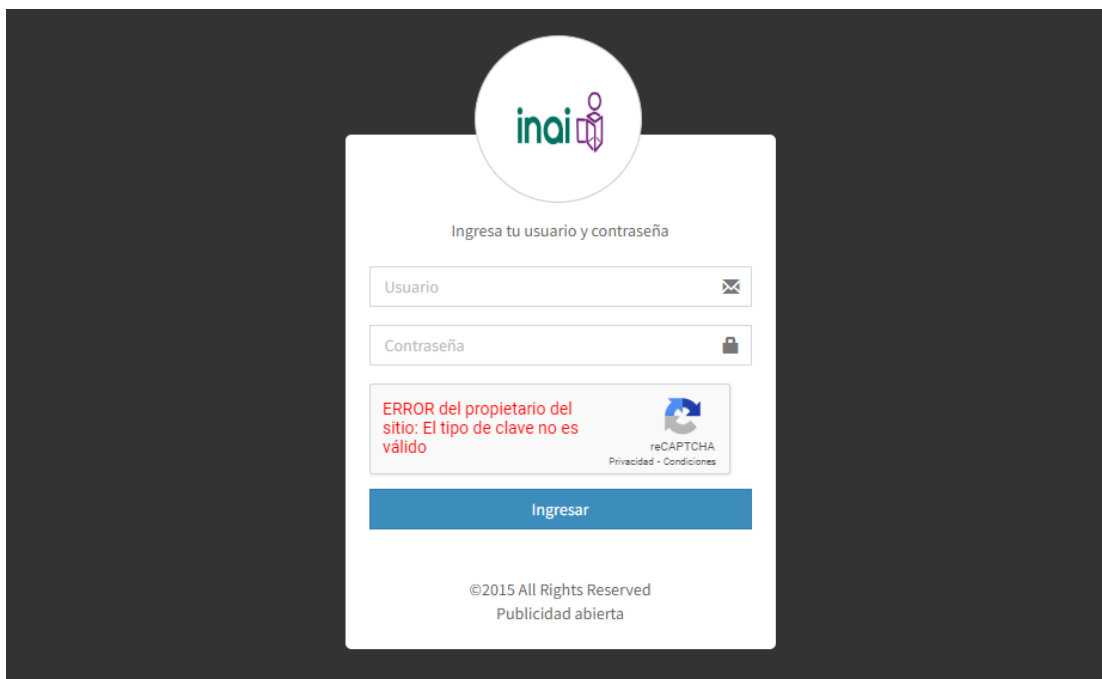 inai
Ingresa tu usuario y contraseña
Usuario
Contraseña
ERROR del propietario del
sitio: El tipo de clave no es
válido
reCAPTCHA
Privacidad - Condiciones
Ingresar
©2015 All Rights Reserved
Publicidad abierta